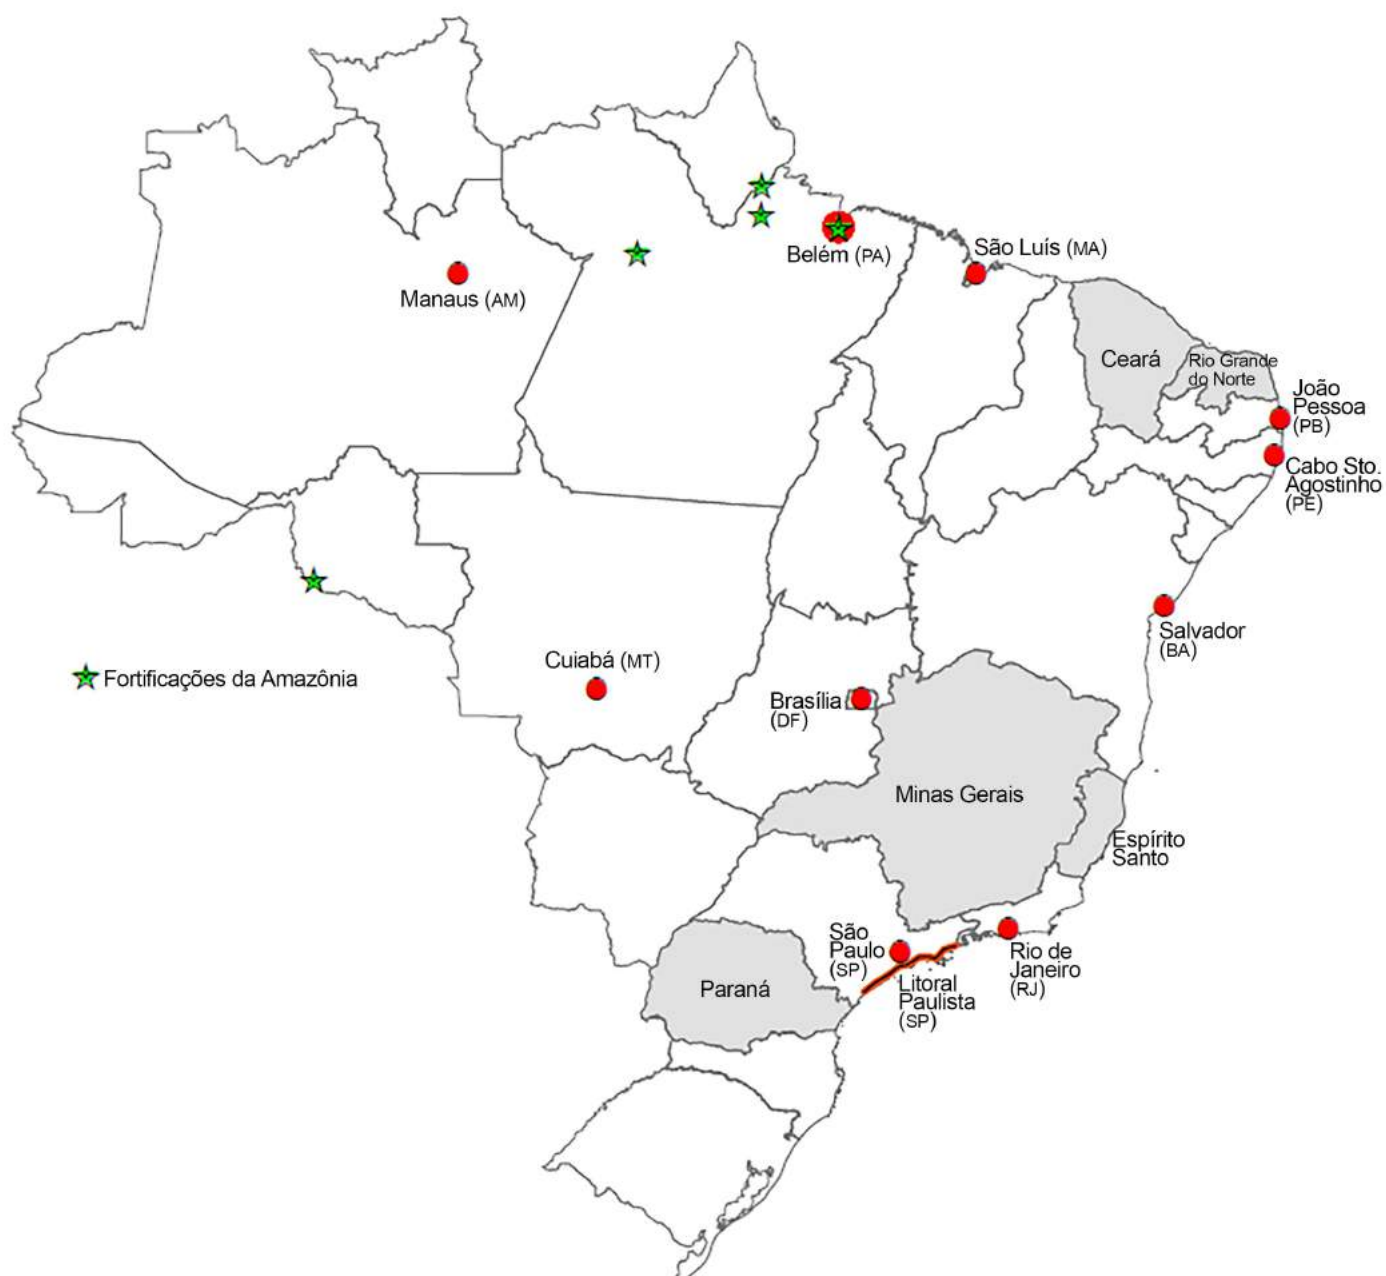 São Luís (MA)
Belém (PA)
Manaus (AM)
Ceará
Rio Grande
do Norte
João
Pessoa
(PB)
Cabo Sto.
Agostinho
(PE)
Salvador
(BA)
Cuiabá (MT)
Fortificações da Amazônia
Brasília
(DF)
Minas Gerais
Espírito
Santo
São
Paulo
(SP)
Rio de
Janeiro
(RJ)
Litoral
Paulista
(SP)
Paraná